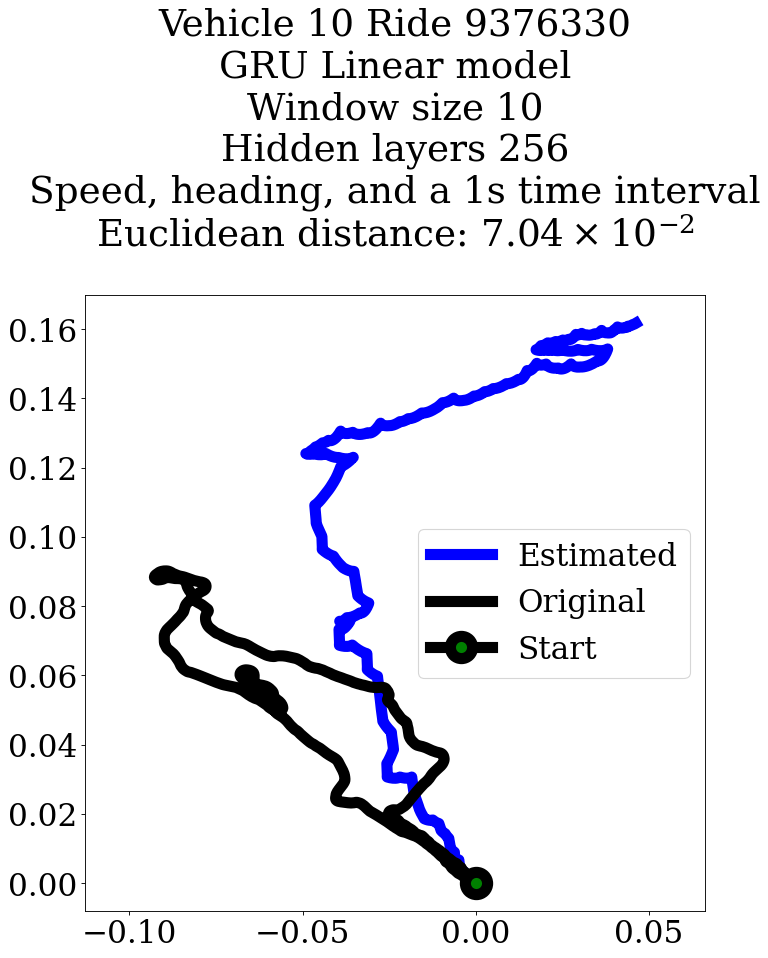 Vehicle 10 Ride 9376330
GRU Linear model
Window size 10
Hidden layers 256
Speed, heading, and a 1s time interval
Euclidean distance: 7.04 × 10⁻²
0.16
0.14
0.12
0.10
0.08
0.06
0.04
0.02
0.00
Estimated
Original
Start
−0.10
−0.05
0.00
0.05